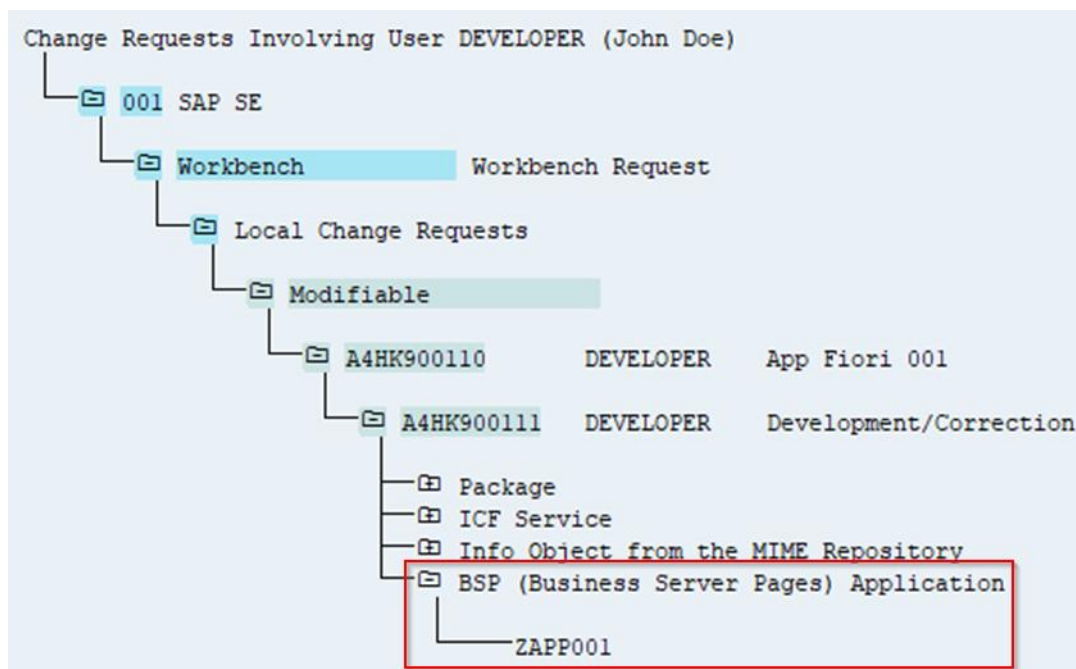 Change Requests Involving User DEVELOPER (John Doe)
001 SAP SE
Workbench Workbench Request
Local Change Requests
Modifiable
A4HK900110 DEVELOPER App Fiori 001
A4HK900111 DEVELOPER Development/Correction
Package
ICF Service
Info Object from the MIME Repository
BSP (Business Server Pages) Application
ZAPP001